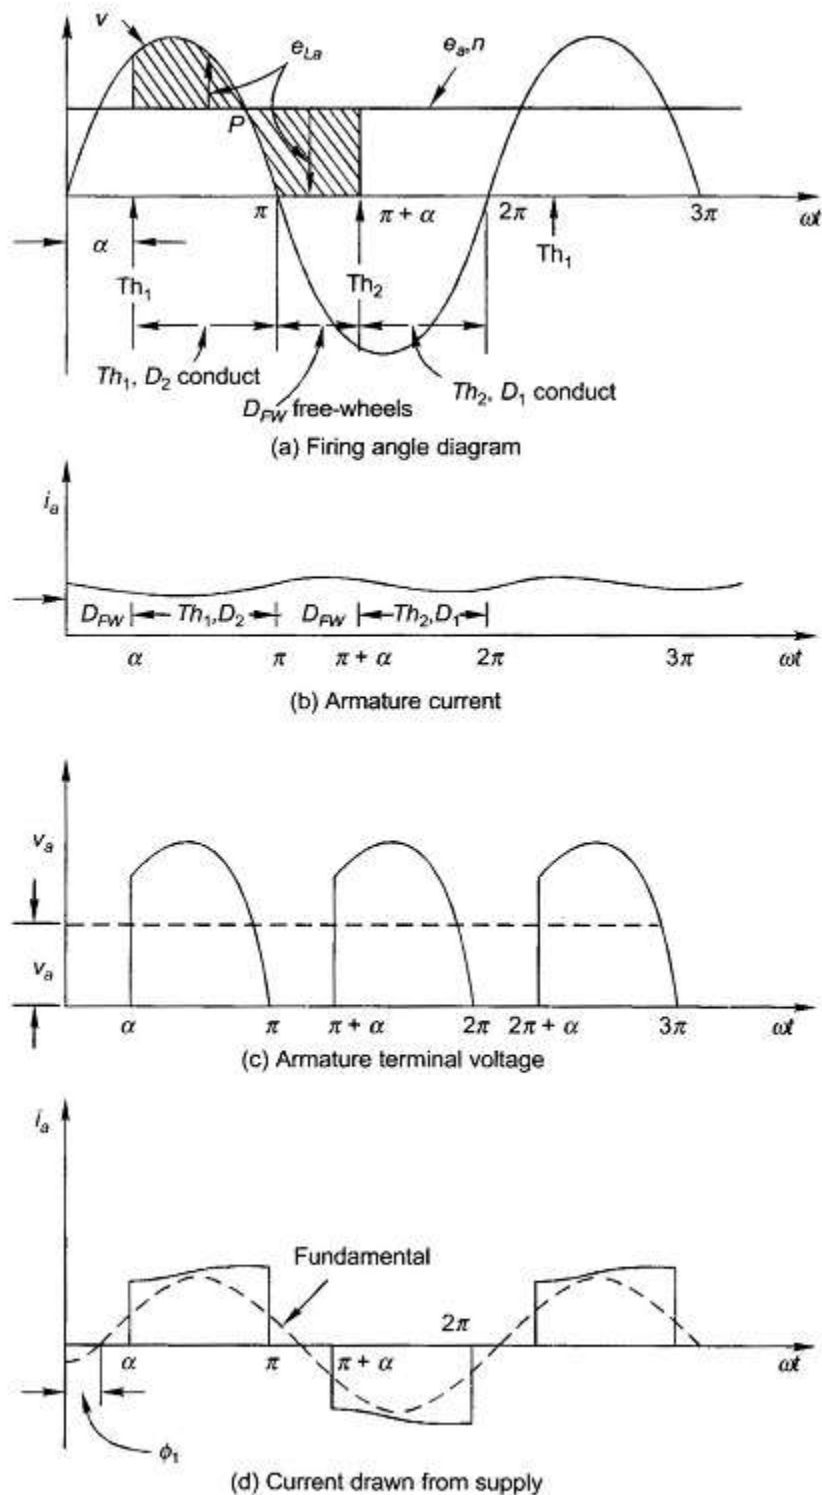 v
e_La
e_a,n
P
π
π + α
2π
3π
ωt
α
Th₁
Th₂
Th₁
Th₁, D₂ conduct
D_FW free-wheels
Th₂, D₁ conduct
(a) Firing angle diagram
i_a
D_FW
Th₁,D₂
D_FW
Th₂,D₁
α
π
π + α
2π
3π
ωt
(b) Armature current
v_a
v_a
α
π
π + α
2π
2π + α
3π
ωt
(c) Armature terminal voltage
i_a
Fundamental
2π
α
π
π + α
ωt
ϕ₁
(d) Current drawn from supply